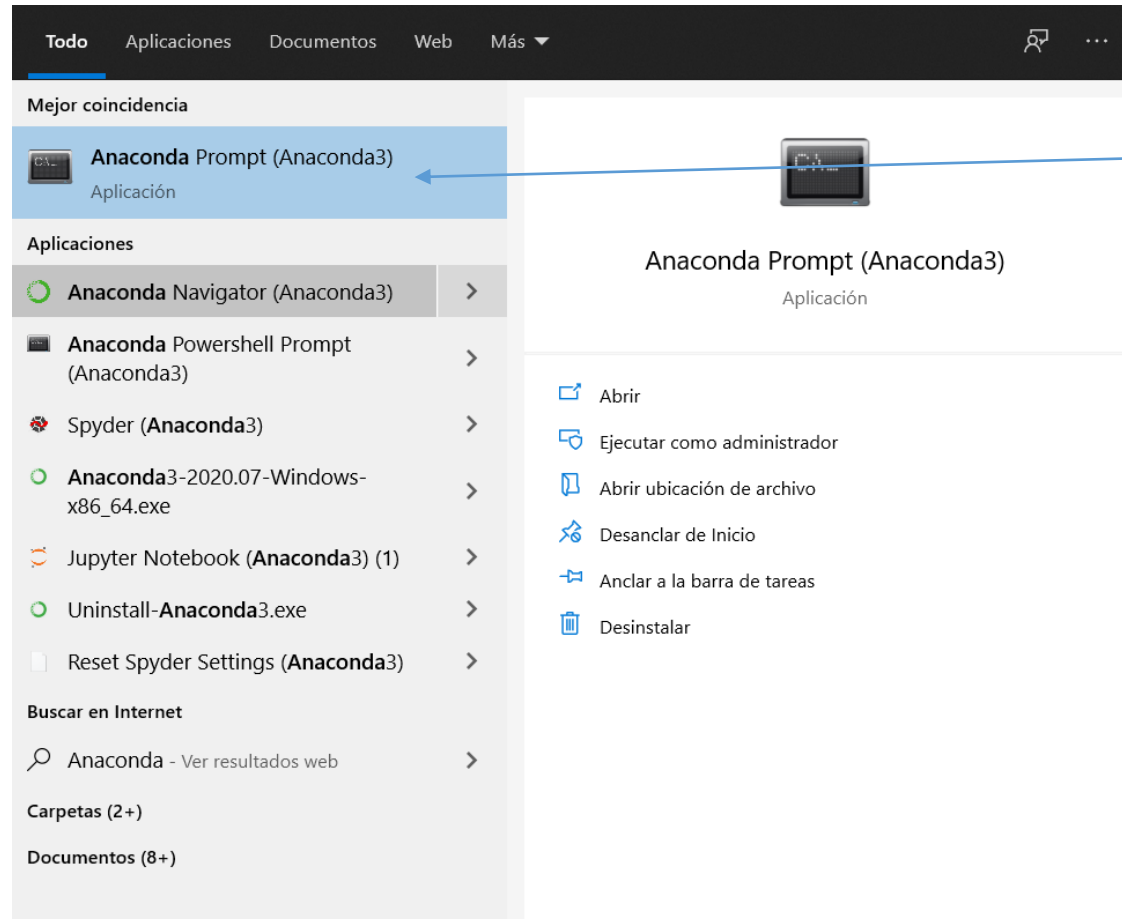 Todo Aplicaciones Documentos Web Más
Mejor coincidencia
Anaconda Prompt (Anaconda3)
Aplicación
Aplicaciones
Anaconda Navigator (Anaconda3)
Anaconda Powershell Prompt
(Anaconda3)
Spyder (Anaconda3)
Anaconda3-2020.07-Windows-
x86_64.exe
Jupyter Notebook (Anaconda3) (1)
Uninstall-Anaconda3.exe
Reset Spyder Settings (Anaconda3)
Buscar en Internet
Anaconda - Ver resultados web
Carpetas (2+)
Documentos (8+)
C:\_
Anaconda Prompt (Anaconda3)
Aplicación
Abrir
Ejecutar como administrador
Abrir ubicación de archivo
Desanclar de Inicio
Anclar a la barra de tareas
Desinstalar